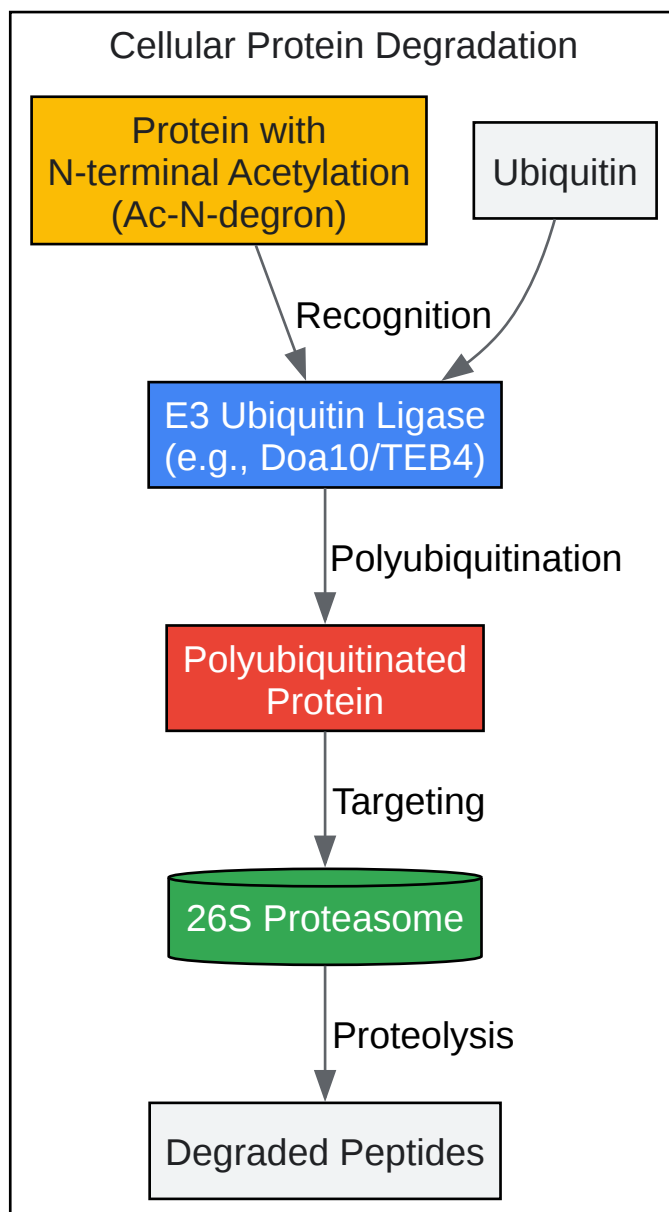 Cellular Protein Degradation
Protein with
N-terminal Acetylation
(Ac-N-degron)
Ubiquitin
Recognition
E3 Ubiquitin Ligase
(e.g., Doa10/TEB4)
Polyubiquitination
Polyubiquitinated
Protein
Targeting
26S Proteasome
Proteolysis
Degraded Peptides